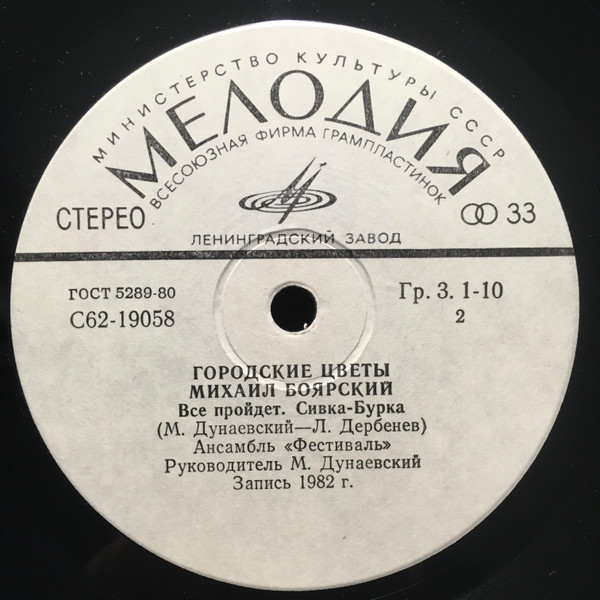 МИНИСТЕРСТВО КУЛЬТУРЫ СССР
МЕЛОДИЯ
ВСЕСОЮЗНАЯ ФИРМА ГРАМПЛАСТИНОК
СТЕРЕО
33
ЛЕНИНГРАДСКИЙ ЗАВОД
ГОСТ 5289-80
Гр. 3. 1-10
С62-19058
2
ГОРОДСКИЕ ЦВЕТЫ
МИХАИЛ БОЯРСКИЙ
Все пройдет. Сивка-Бурка
(М. Дунаевский—Л. Дербенев)
Ансамбль «Фестиваль»
Руководитель М. Дунаевский
Запись 1982 г.